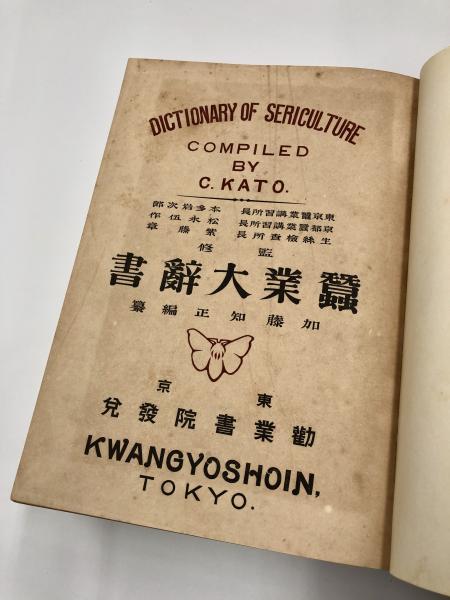 DICTIONARY OF SERICULTURE
COMPILED
BY
C. KATO.
東京蠶業講習所長 本多岩次郎
京都蠶業講習所長 松永伍作
生絲檢査所長 紫藤章
監修
蠶業大辭書
加藤知正編纂
東京
勸業書院發兌
KWANGYOSHOIN,
TOKYO.